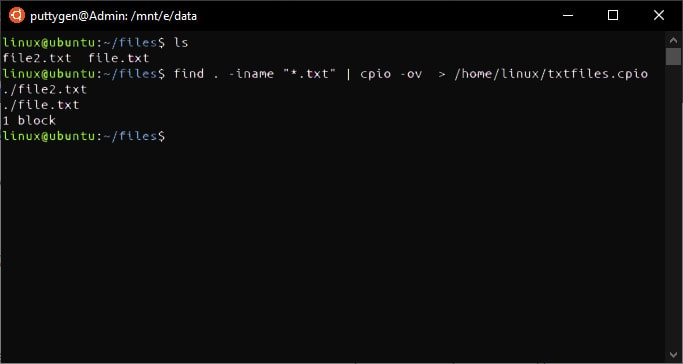 puttygen@Admin: /mnt/e/data
linux@ubuntu:~/files$ ls
file2.txt  file.txt
linux@ubuntu:~/files$ find . -iname "*.txt" | cpio -ov  > /home/linux/txtfiles.cpio
./file2.txt
./file.txt
1 block
linux@ubuntu:~/files$